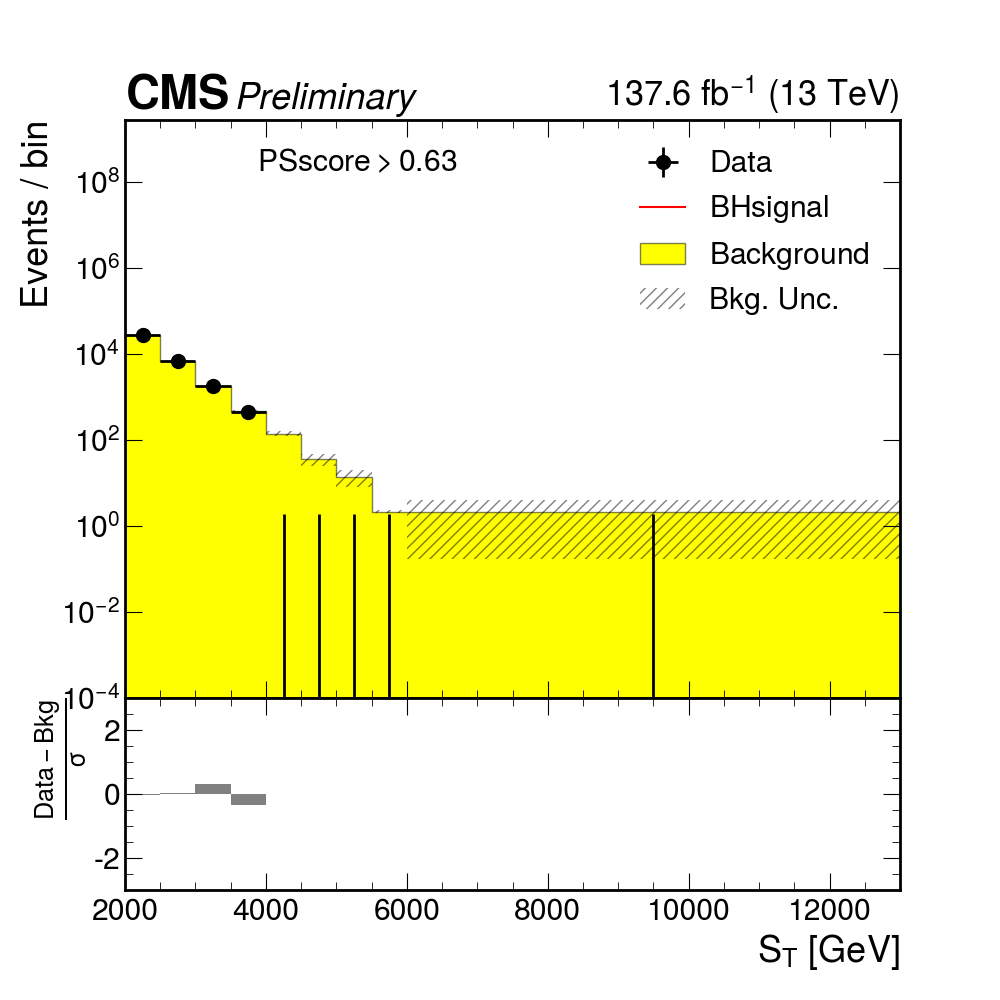 CMS Preliminary 137.6 fb⁻¹ (13 TeV)
Events / bin
PSscore > 0.63
Data
BHsignal
Background
Bkg. Unc.
10⁸
10⁶
10⁴
10²
10⁰
10⁻²
10⁻⁴
Data – Bkg
σ
2
0
-2
2000 4000 6000 8000 10000 12000
S_T [GeV]